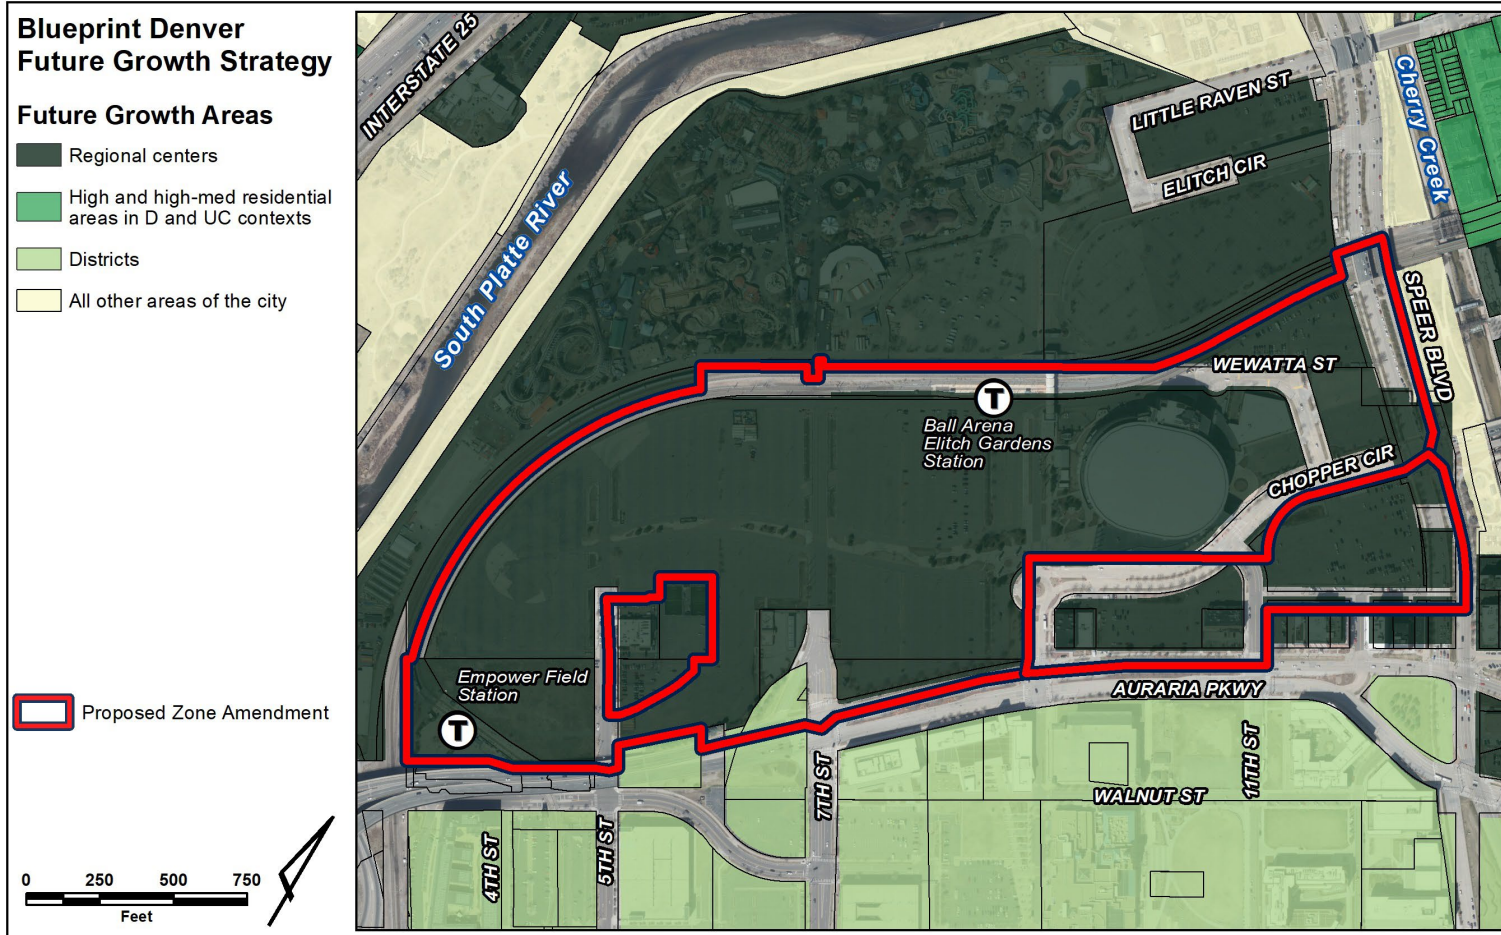 Blueprint Denver
Future Growth Strategy
Future Growth Areas
Regional centers
High and high-med residential
areas in D and UC contexts
Districts
All other areas of the city
Proposed Zone Amendment
0 250 500 750
Feet
INTERSTATE 25
South Platte River
LITTLE RAVEN ST
ELITCH CIR
Cherry Creek
SPEER BLVD
WEWATTA ST
T
Ball Arena
Elitch Gardens
Station
CHOPPER CIR
Empower Field
Station
T
AURARIA PKWY
7TH ST
11TH ST
WALNUT ST
4TH ST
5TH ST